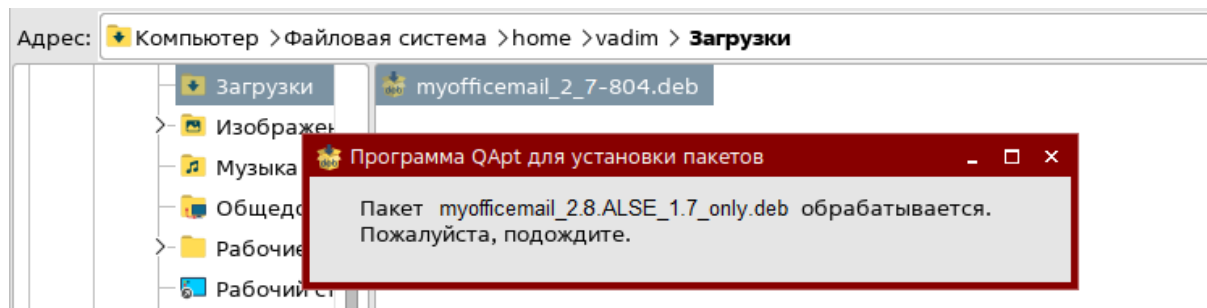 Адрес: Компьютер >Файловая система >home >vadim > Загрузки
Загрузки
myofficemail_2_7-804.deb
Изображен
Музыка
Общедо
Рабочие
Рабочий ст
Программа QApt для установки пакетов
Пакет myofficemail_2.8.ALSE_1.7_only.deb обрабатывается.
Пожалуйста, подождите.